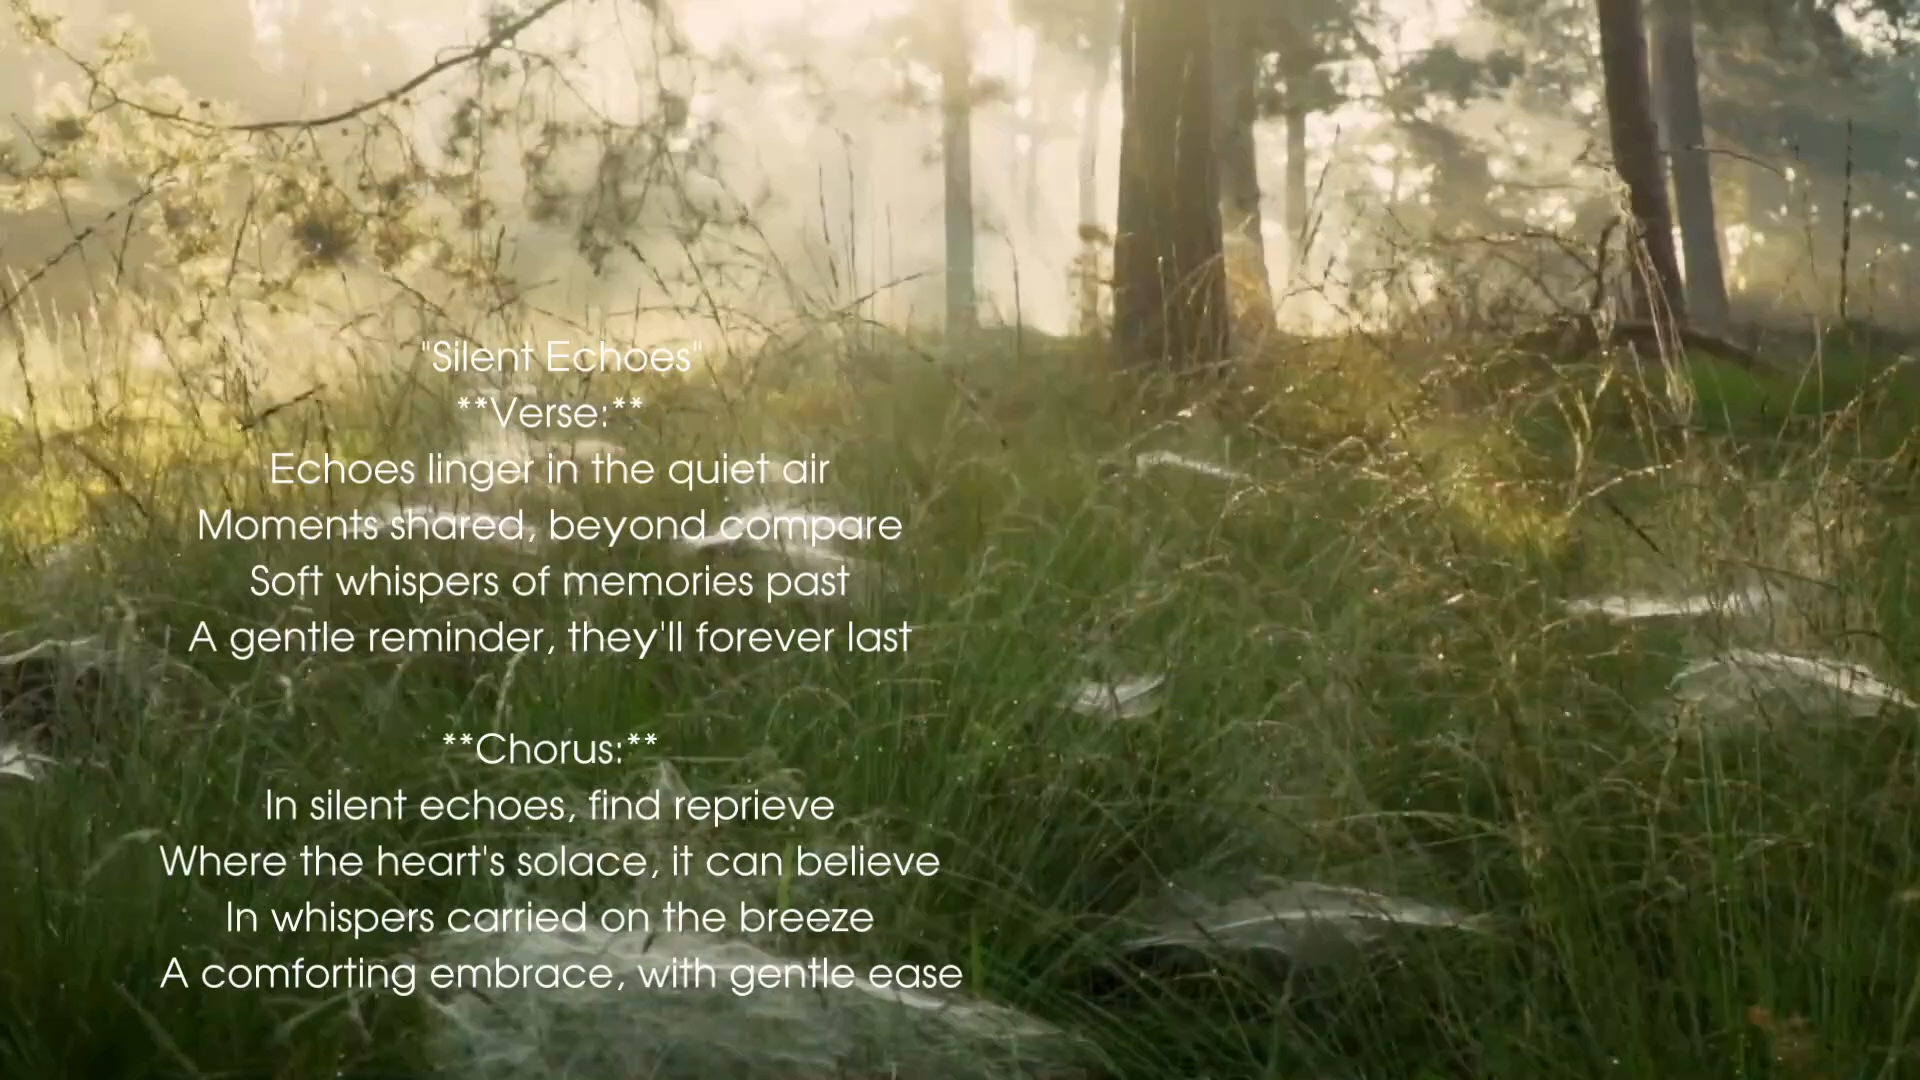 "Silent Echoes"
**Verse:**
Echoes linger in the quiet air
Moments shared, beyond compare
Soft whispers of memories past
A gentle reminder, they'll forever last
**Chorus:**
In silent echoes, find reprieve
Where the heart's solace, it can believe
In whispers carried on the breeze
A comforting embrace, with gentle ease